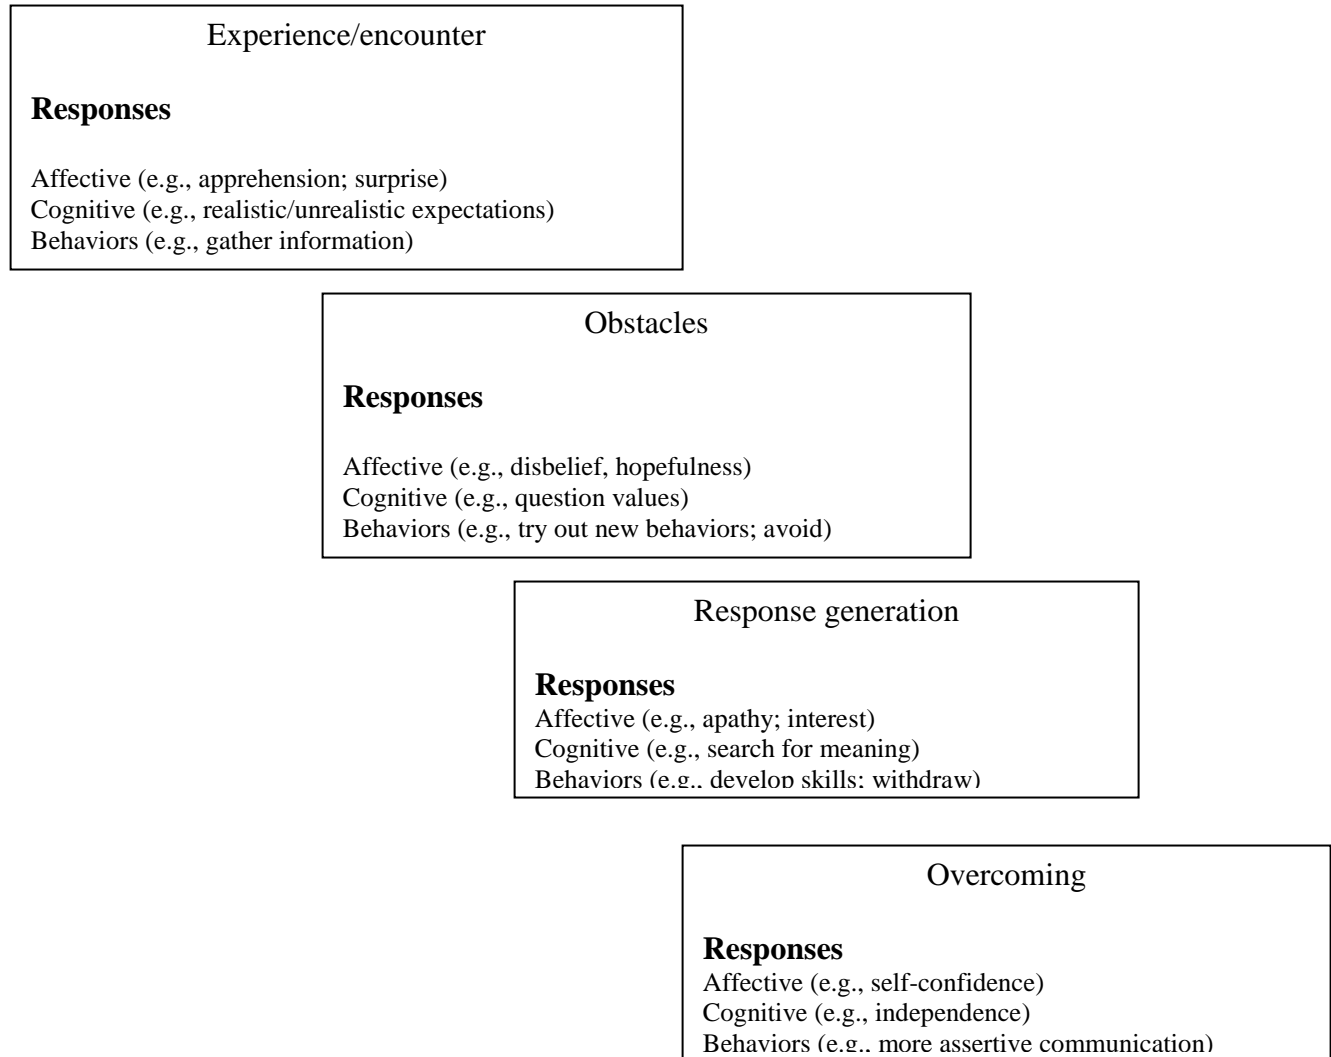 Experience/encounter
Responses
Affective (e.g., apprehension; surprise)
Cognitive (e.g., realistic/unrealistic expectations)
Behaviors (e.g., gather information)
Obstacles
Responses
Affective (e.g., disbelief, hopefulness)
Cognitive (e.g., question values)
Behaviors (e.g., try out new behaviors; avoid)
Response generation
Responses
Affective (e.g., apathy; interest)
Cognitive (e.g., search for meaning)
Behaviors (e.g., develop skills; withdraw)
Overcoming
Responses
Affective (e.g., self-confidence)
Cognitive (e.g., independence)
Behaviors (e.g., more assertive communication)